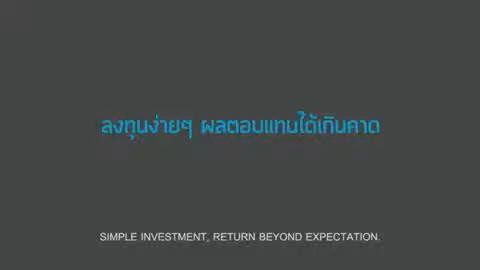 ลงทุนง่ายๆ ผลตอบแทนได้เกินคาด
SIMPLE INVESTMENT, RETURN BEYOND EXPECTATION.